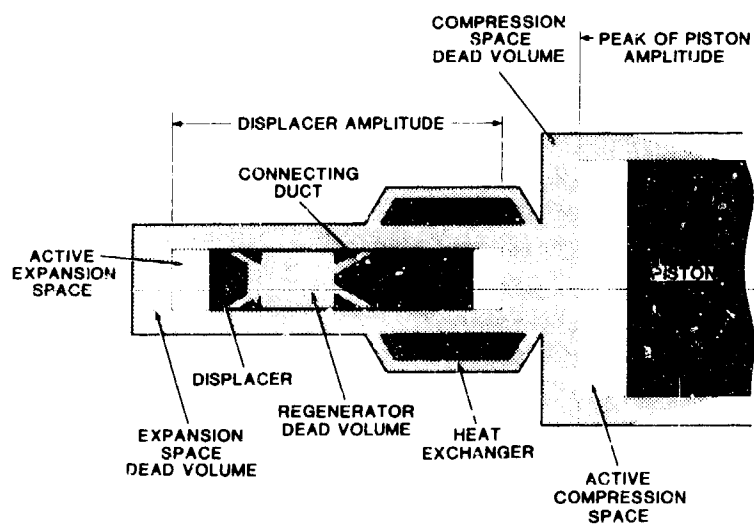 COMPRESSION
SPACE
DEAD VOLUME
PEAK OF PISTON
AMPLITUDE
DISPLACER AMPLITUDE
CONNECTING
DUCT
ACTIVE
EXPANSION
SPACE
PISTON
DISPLACER
REGENERATOR
DEAD VOLUME
HEAT
EXCHANGER
EXPANSION
SPACE
DEAD VOLUME
ACTIVE
COMPRESSION
SPACE